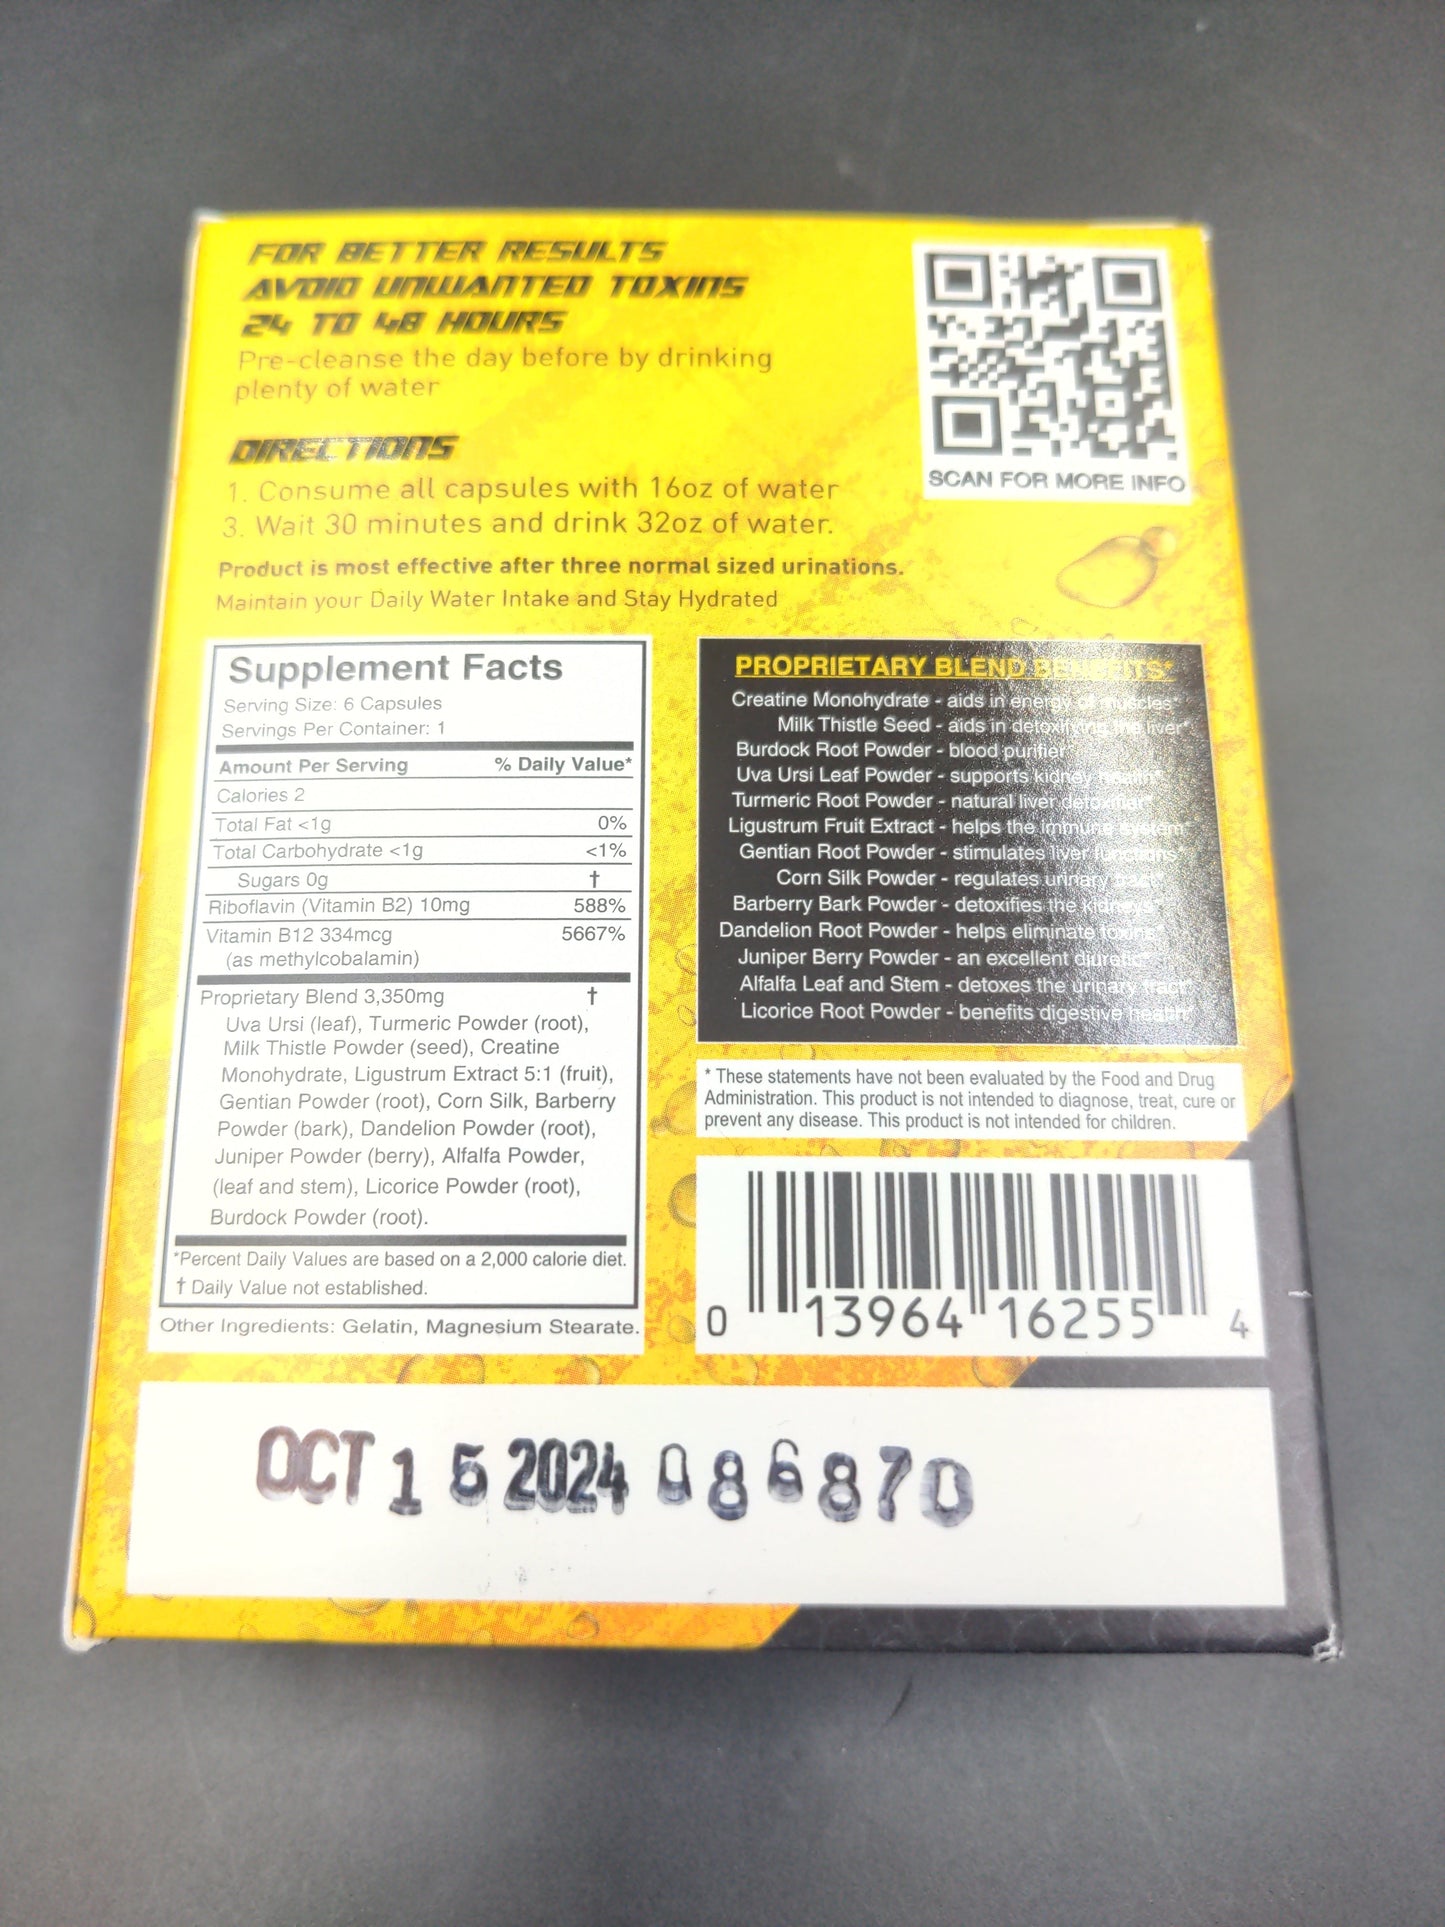 FOR BETTER RESULTS
AVOID UNWANTED TOXINS
24 TO 48 HOURS
Pre-cleanse the day before by drinking
plenty of water
SCAN FOR MORE INFO
DIRECTIONS
1. Consume all capsules with 16oz of water
3. Wait 30 minutes and drink 32oz of water.
Product is most effective after three normal sized urinations.
Maintain your Daily Water Intake and Stay Hydrated
Supplement Facts
Serving Size: 6 Capsules
Servings Per Container: 1
Amount Per Serving % Daily Value*
Calories 2
Total Fat <1g 0%
Total Carbohydrate <1g <1%
Sugars 0g †
Riboflavin (Vitamin B2) 10mg 588%
Vitamin B12 334mcg 5667%
(as methylcobalamin)
Proprietary Blend 3,350mg †
Uva Ursi (leaf), Turmeric Powder (root),
Milk Thistle Powder (seed), Creatine
Monohydrate, Ligustrum Extract 5:1 (fruit),
Gentian Powder (root), Corn Silk, Barberry
Powder (bark), Dandelion Powder (root),
Juniper Powder (berry), Alfalfa Powder,
(leaf and stem), Licorice Powder (root),
Burdock Powder (root).
*Percent Daily Values are based on a 2,000 calorie diet.
† Daily Value not established.
Other Ingredients: Gelatin, Magnesium Stearate.
PROPRIETARY BLEND BENEFITS*
Creatine Monohydrate - aids in energy of muscles*
Milk Thistle Seed - aids in detoxifying the liver*
Burdock Root Powder - blood purifier*
Uva Ursi Leaf Powder - supports kidney health*
Turmeric Root Powder - natural liver detoxifier*
Ligustrum Fruit Extract - helps the immune system*
Gentian Root Powder - stimulates liver functions*
Corn Silk Powder - regulates urinary tract*
Barberry Bark Powder - detoxifies the kidneys*
Dandelion Root Powder - helps eliminate toxins*
Juniper Berry Powder - an excellent diuretic*
Alfalfa Leaf and Stem - detoxes the urinary tract*
Licorice Root Powder - benefits digestive health*
* These statements have not been evaluated by the Food and Drug
Administration. This product is not intended to diagnose, treat, cure or
prevent any disease. This product is not intended for children.
0 13964 16255 4
OCT 15 2024 086870